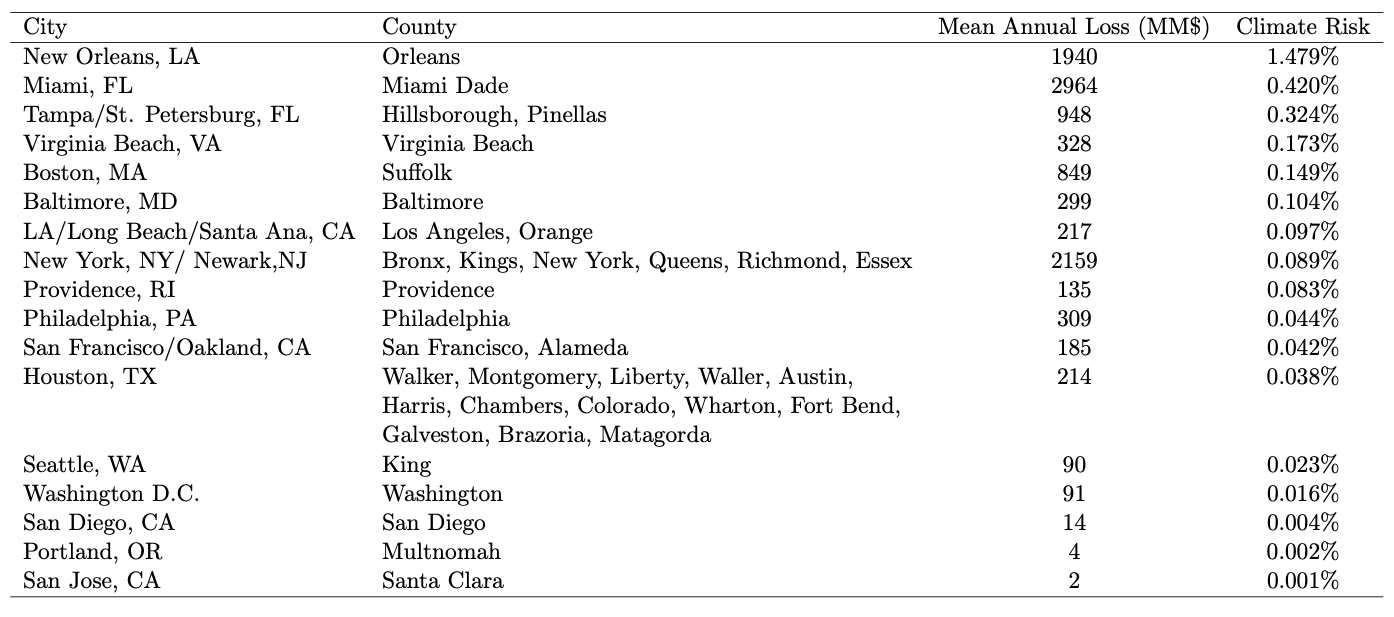 City County Mean Annual Loss (MM$) Climate Risk
New Orleans, LA Orleans 1940 1.479%
Miami, FL Miami Dade 2964 0.420%
Tampa/St. Petersburg, FL Hillsborough, Pinellas 948 0.324%
Virginia Beach, VA Virginia Beach 328 0.173%
Boston, MA Suffolk 849 0.149%
Baltimore, MD Baltimore 299 0.104%
LA/Long Beach/Santa Ana, CA Los Angeles, Orange 217 0.097%
New York, NY/ Newark,NJ Bronx, Kings, New York, Queens, Richmond, Essex 2159 0.089%
Providence, RI Providence 135 0.083%
Philadelphia, PA Philadelphia 309 0.044%
San Francisco/Oakland, CA San Francisco, Alameda 185 0.042%
Houston, TX Walker, Montgomery, Liberty, Waller, Austin, 214 0.038%
Harris, Chambers, Colorado, Wharton, Fort Bend,
Galveston, Brazoria, Matagorda
Seattle, WA King 90 0.023%
Washington D.C. Washington 91 0.016%
San Diego, CA San Diego 14 0.004%
Portland, OR Multnomah 4 0.002%
San Jose, CA Santa Clara 2 0.001%